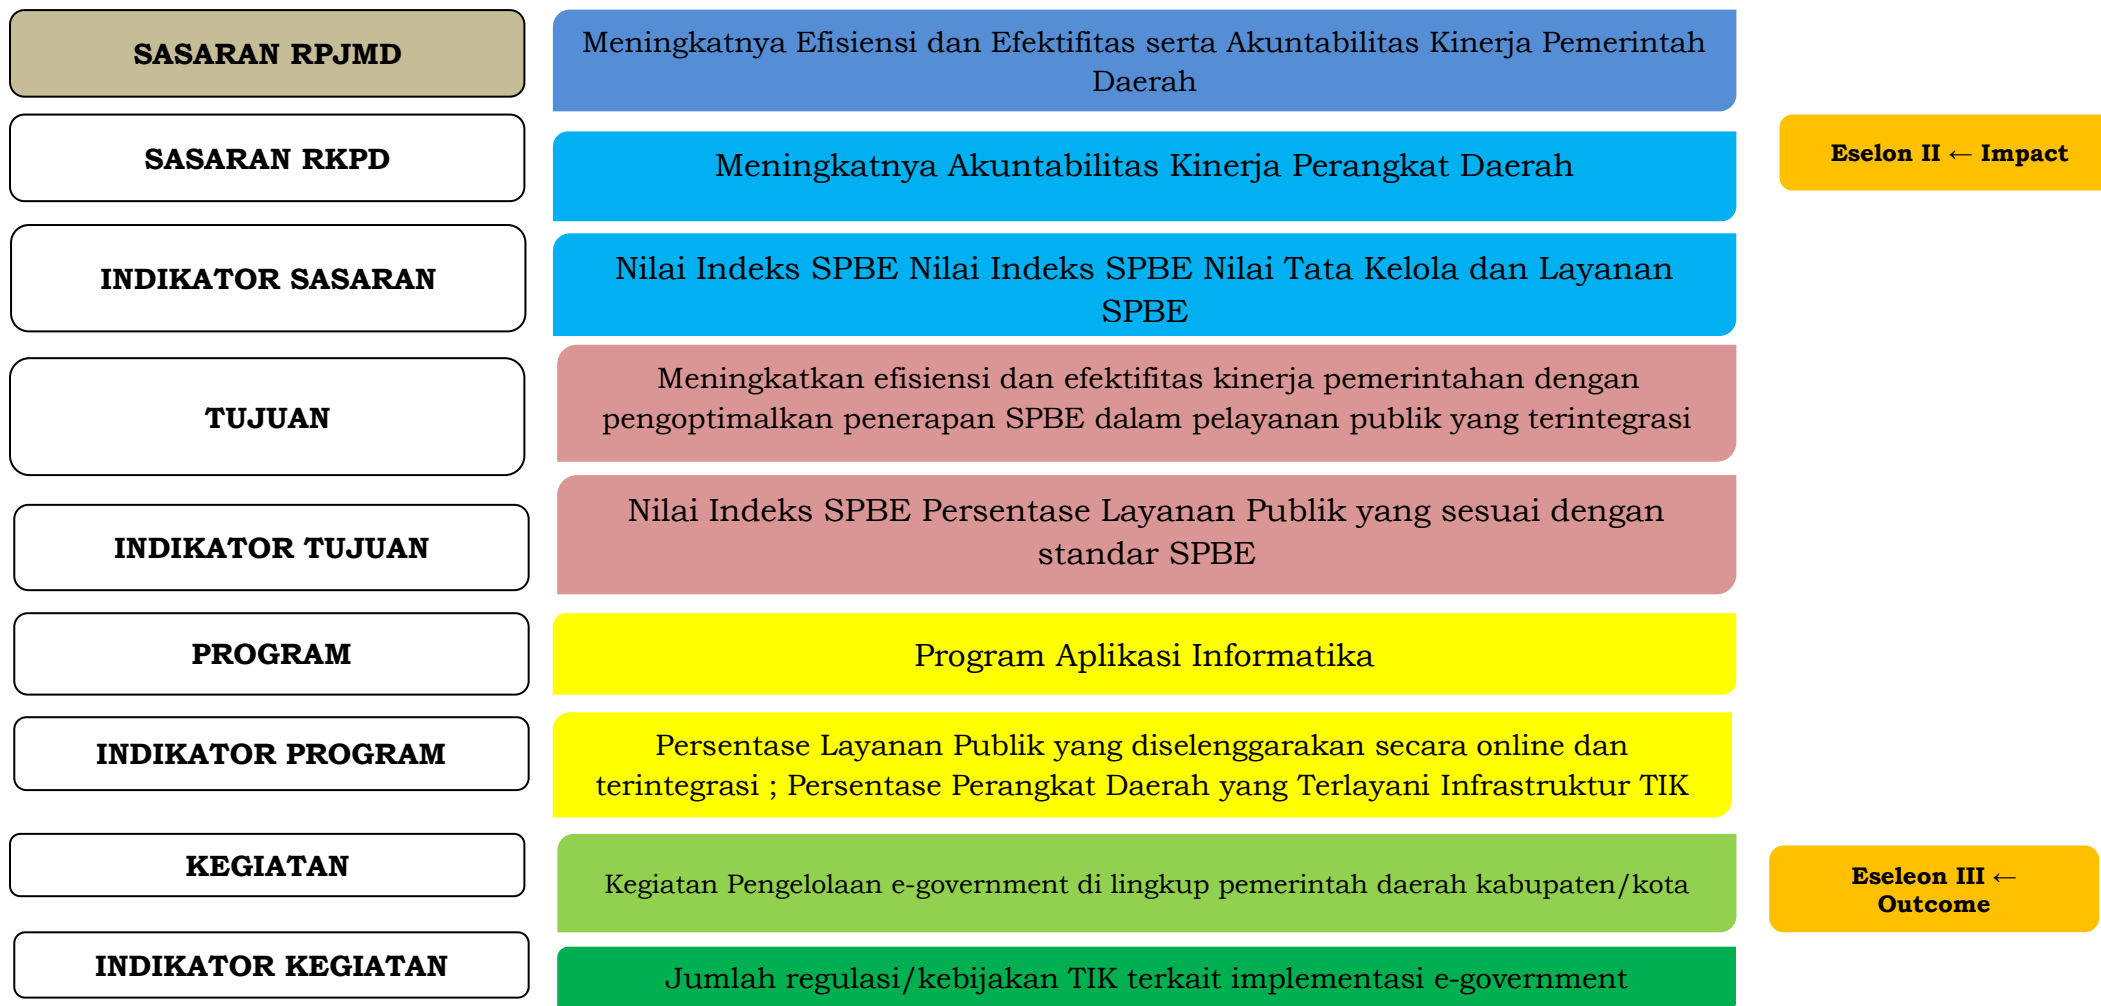 SASARAN RPJMD
Meningkatnya Efisiensi dan Efektifitas serta Akuntabilitas Kinerja Pemerintah
Daerah
SASARAN RKPD
Meningkatnya Akuntabilitas Kinerja Perangkat Daerah
Eselon II ← Impact
INDIKATOR SASARAN
Nilai Indeks SPBE Nilai Indeks SPBE Nilai Tata Kelola dan Layanan
SPBE
TUJUAN
Meningkatkan efisiensi dan efektifitas kinerja pemerintahan dengan
pengoptimalkan penerapan SPBE dalam pelayanan publik yang terintegrasi
INDIKATOR TUJUAN
Nilai Indeks SPBE Persentase Layanan Publik yang sesuai dengan
standar SPBE
PROGRAM
Program Aplikasi Informatika
INDIKATOR PROGRAM
Persentase Layanan Publik yang diselenggarakan secara online dan
terintegrasi ; Persentase Perangkat Daerah yang Terlayani Infrastruktur TIK
KEGIATAN
Kegiatan Pengelolaan e-government di lingkup pemerintah daerah kabupaten/kota
Eseleon III ←
Outcome
INDIKATOR KEGIATAN
Jumlah regulasi/kebijakan TIK terkait implementasi e-government